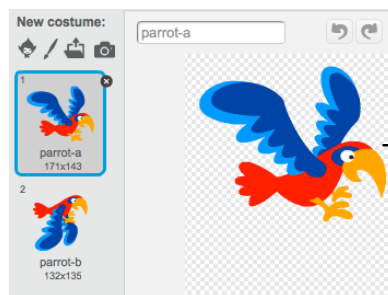 New costume:
parrot-a
1
parrot-a
171x143
2
parrot-b
132x135